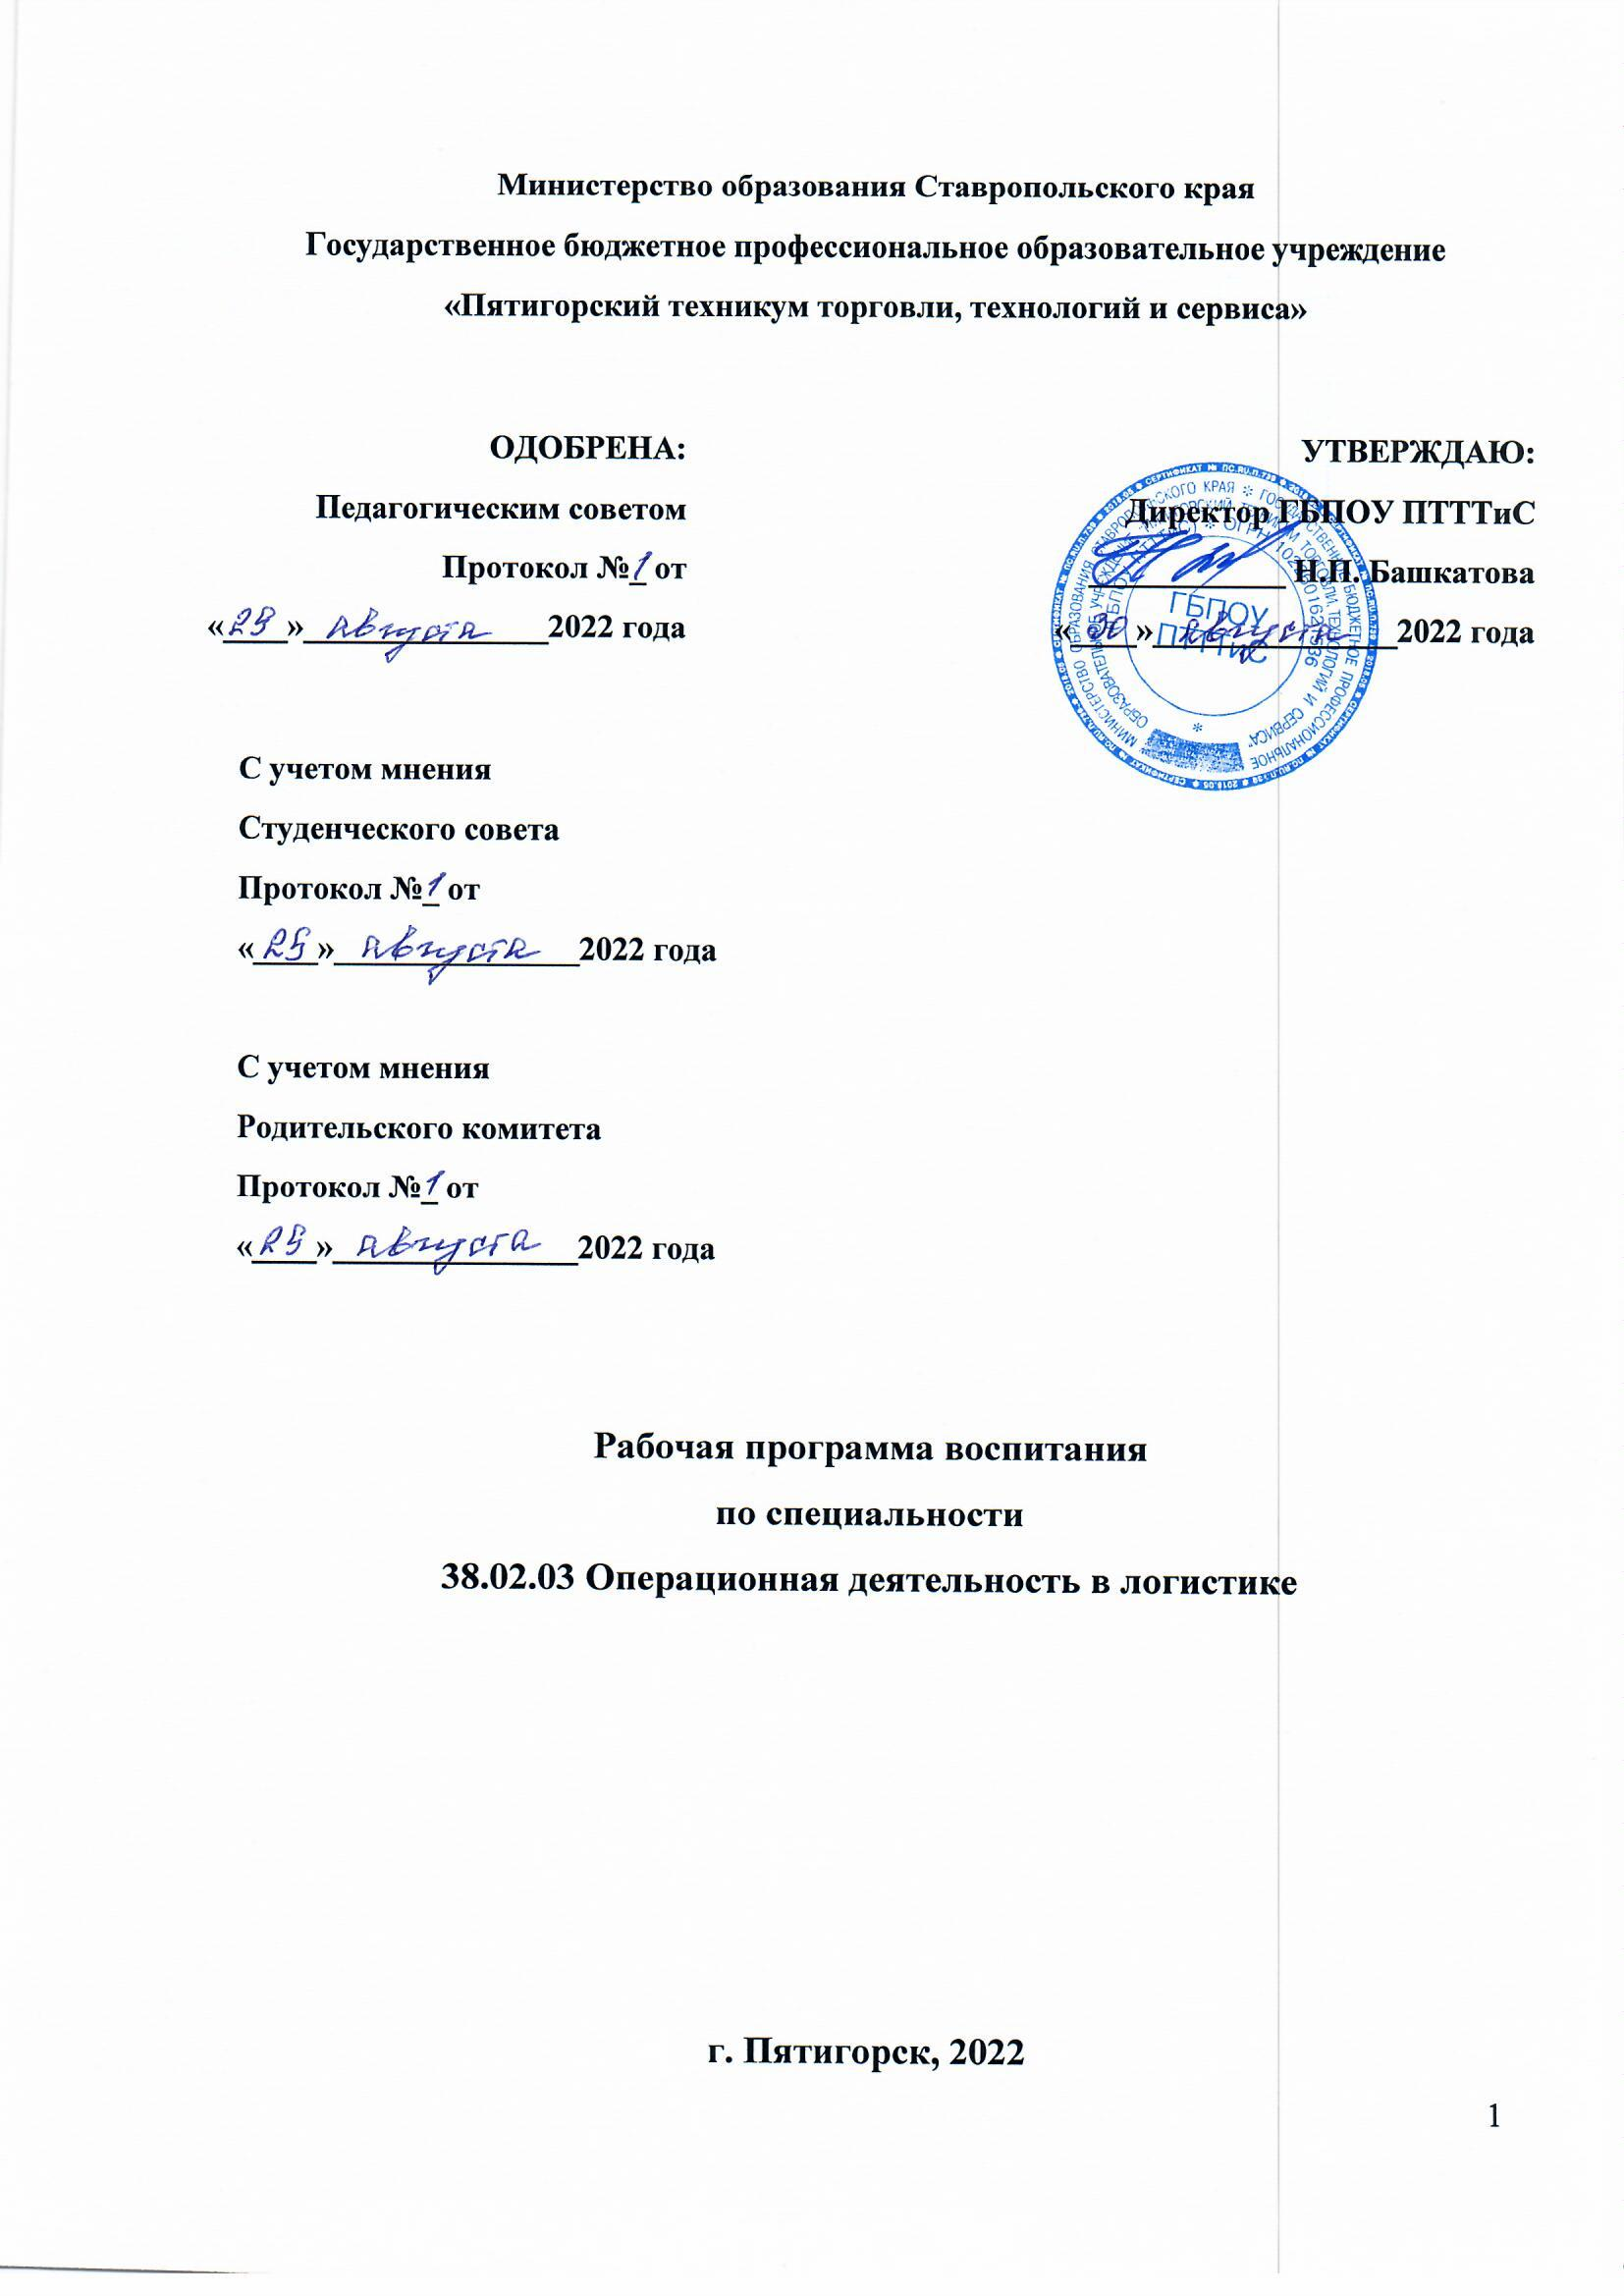 Министерство образования Ставропольского края
Государственное бюджетное профессиональное образовательное учреждение
«Пятигорский техникум торговли, технологий и сервиса»
ОДОБРЕНА:
Педагогическим советом
Протокол №1 от
«29» августа 2022 года
УТВЕРЖДАЮ:
Директор ГБПОУ ПТТТиС
Н.П. Башкатова
«30» августа 2022 года
ГБПОУ
ПТТТиС
С учетом мнения
Студенческого совета
Протокол №1 от
«29» августа 2022 года
С учетом мнения
Родительского комитета
Протокол №1 от
«29» августа 2022 года
Рабочая программа воспитания
по специальности
38.02.03 Операционная деятельность в логистике
г. Пятигорск, 2022
1